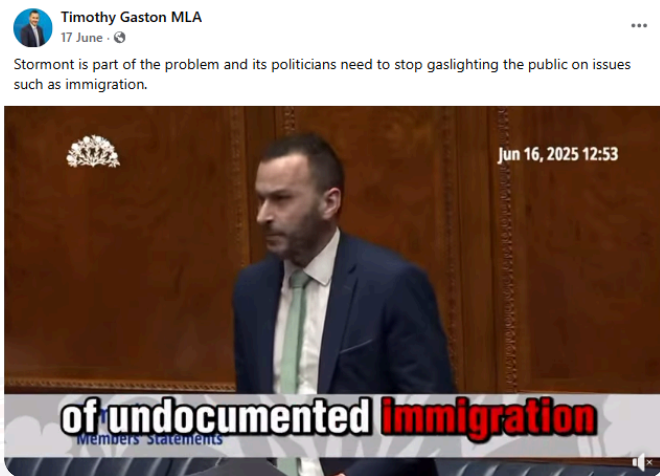 Timothy Gaston MLA
17 June ·
Stormont is part of the problem and its politicians need to stop gaslighting the public on issues
such as immigration.
Jun 16, 2025 12:53
of undocumented immigration
Members' Statements